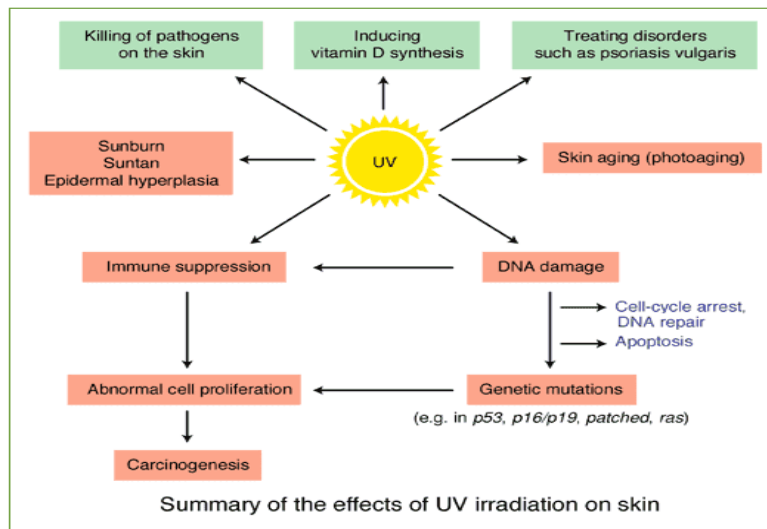 Killing of pathogens
on the skin
Inducing
vitamin D synthesis
Treating disorders
such as psoriasis vulgaris
Sunburn
Suntan
Epidermal hyperplasia
UV
Skin aging (photoaging)
Immune suppression
DNA damage
Cell-cycle arrest,
DNA repair
Apoptosis
Abnormal cell proliferation
Genetic mutations
(e.g. in p53, p16/p19, patched, ras)
Carcinogenesis
Summary of the effects of UV irradiation on skin